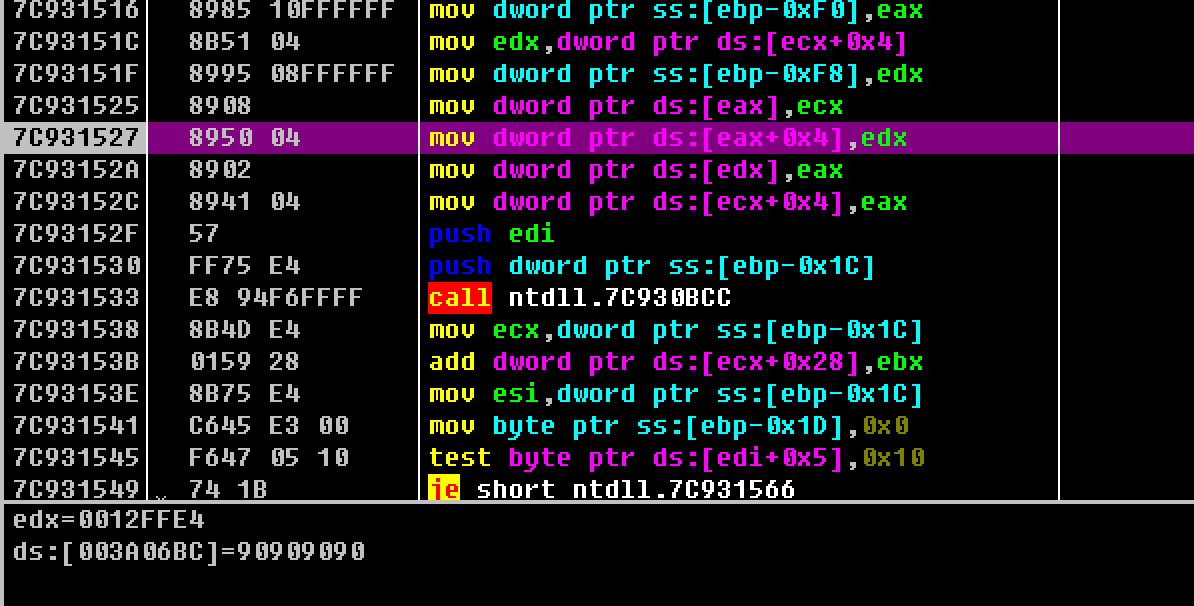 7C931516 8985 10FFFFFF mov dword ptr ss:[ebp-0xF0],eax
7C93151C 8B51 04 mov edx,dword ptr ds:[ecx+0x4]
7C93151F 8995 08FFFFFF mov dword ptr ss:[ebp-0xF8],edx
7C931525 8908 mov dword ptr ds:[eax],ecx
7C931527 8950 04 mov dword ptr ds:[eax+0x4],edx
7C93152A 8902 mov dword ptr ds:[edx],eax
7C93152C 8941 04 mov dword ptr ds:[ecx+0x4],eax
7C93152F 57 push edi
7C931530 FF75 E4 push dword ptr ss:[ebp-0x1C]
7C931533 E8 94F6FFFF call ntdll.7C930BCC
7C931538 8B4D E4 mov ecx,dword ptr ss:[ebp-0x1C]
7C93153B 0159 28 add dword ptr ds:[ecx+0x28],ebx
7C93153E 8B75 E4 mov esi,dword ptr ss:[ebp-0x1C]
7C931541 C645 E3 00 mov byte ptr ss:[ebp-0x1D],0x0
7C931545 F647 05 10 test byte ptr ds:[edi+0x5],0x10
7C931549 74 1B je short ntdll.7C931566
edx=0012FFE4
ds:[003A06BC]=90909090